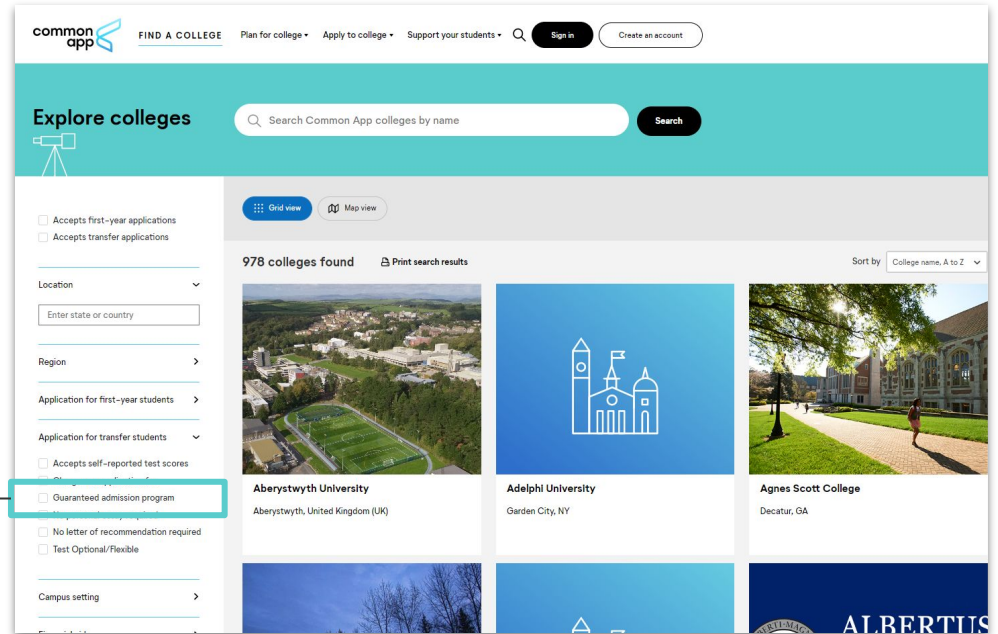 common app
FIND A COLLEGE
Plan for college
Apply to college
Support your students
Sign in
Create an account
Explore colleges
Search Common App colleges by name
Search
Accepts first-year applications
Accepts transfer applications
Location
Enter state or country
Region
Application for first-year students
Application for transfer students
Accepts self-reported test scores
Guaranteed admission program
No letter of recommendation required
Test Optional/Flexible
Campus setting
Grid view
Map view
978 colleges found
Print search results
Sort by
College name, A to Z
Aberystwyth University
Aberystwyth, United Kingdom (UK)
Adelphi University
Garden City, NY
Agnes Scott College
Decatur, GA
ALBERTUS